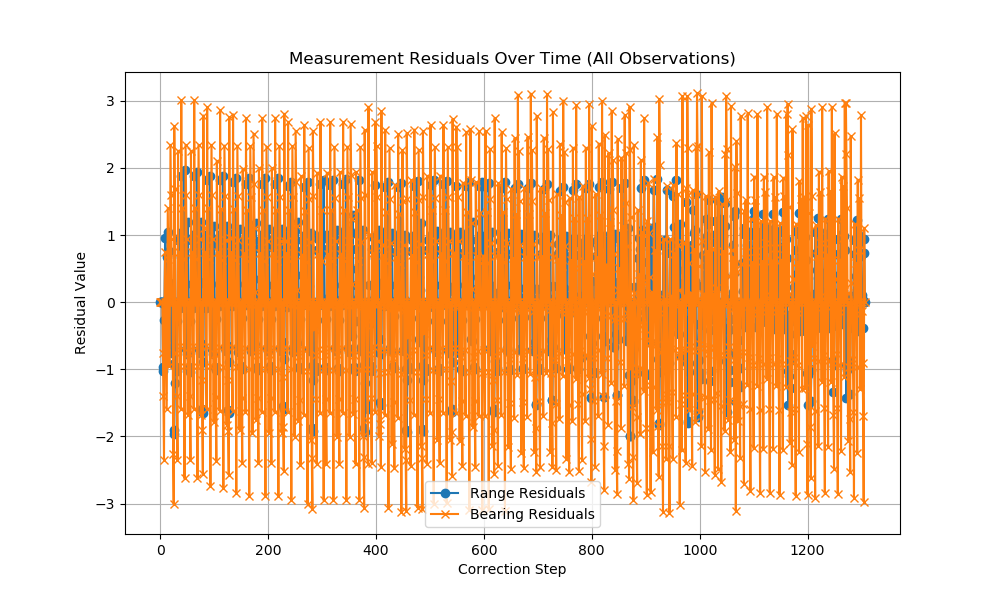 Measurement Residuals Over Time (All Observations)
3
2
1
0
−1
−2
−3
Residual Value
Range Residuals
Bearing Residuals
0 200 400 600 800 1000 1200
Correction Step